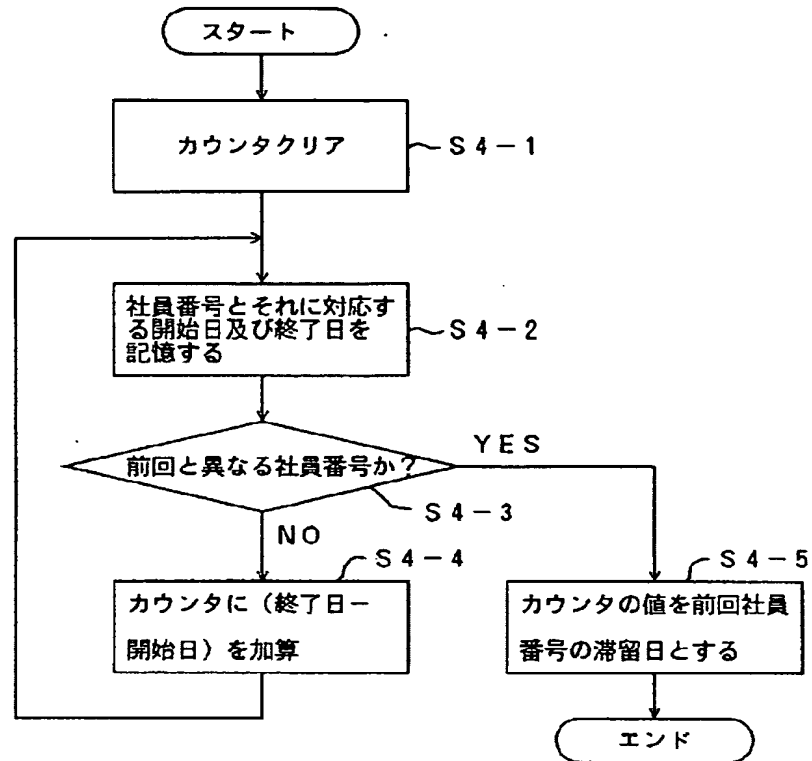 スタート
カウンタクリア
S4-1
社員番号とそれに対応す
る開始日及び終了日を
記憶する
S4-2
前回と異なる社員番号か?
YES
S4-3
NO
S4-4
カウンタに(終了日-
開始日)を加算
S4-5
カウンタの値を前回社員
番号の滞留日とする
エンド